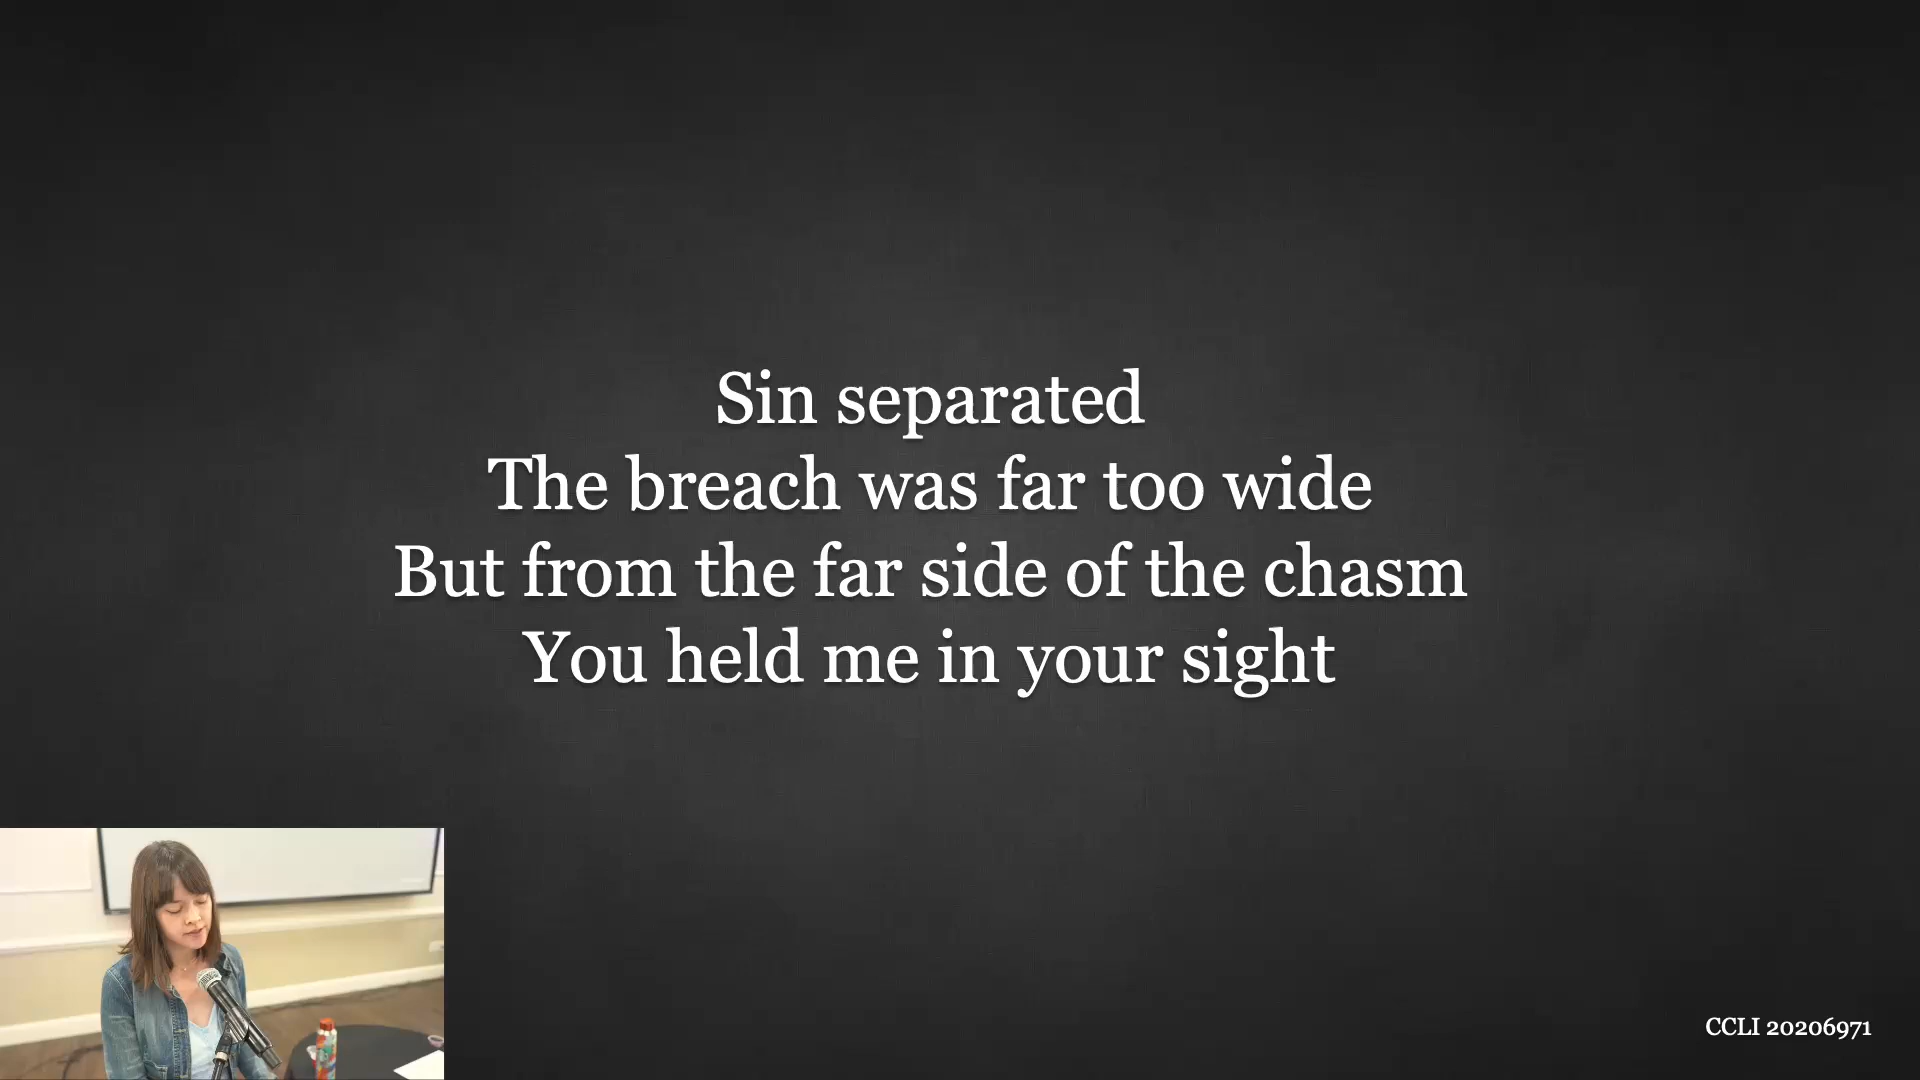 Sin separated
The breach was far too wide
But from the far side of the chasm
You held me in your sight
CCLI 20206971